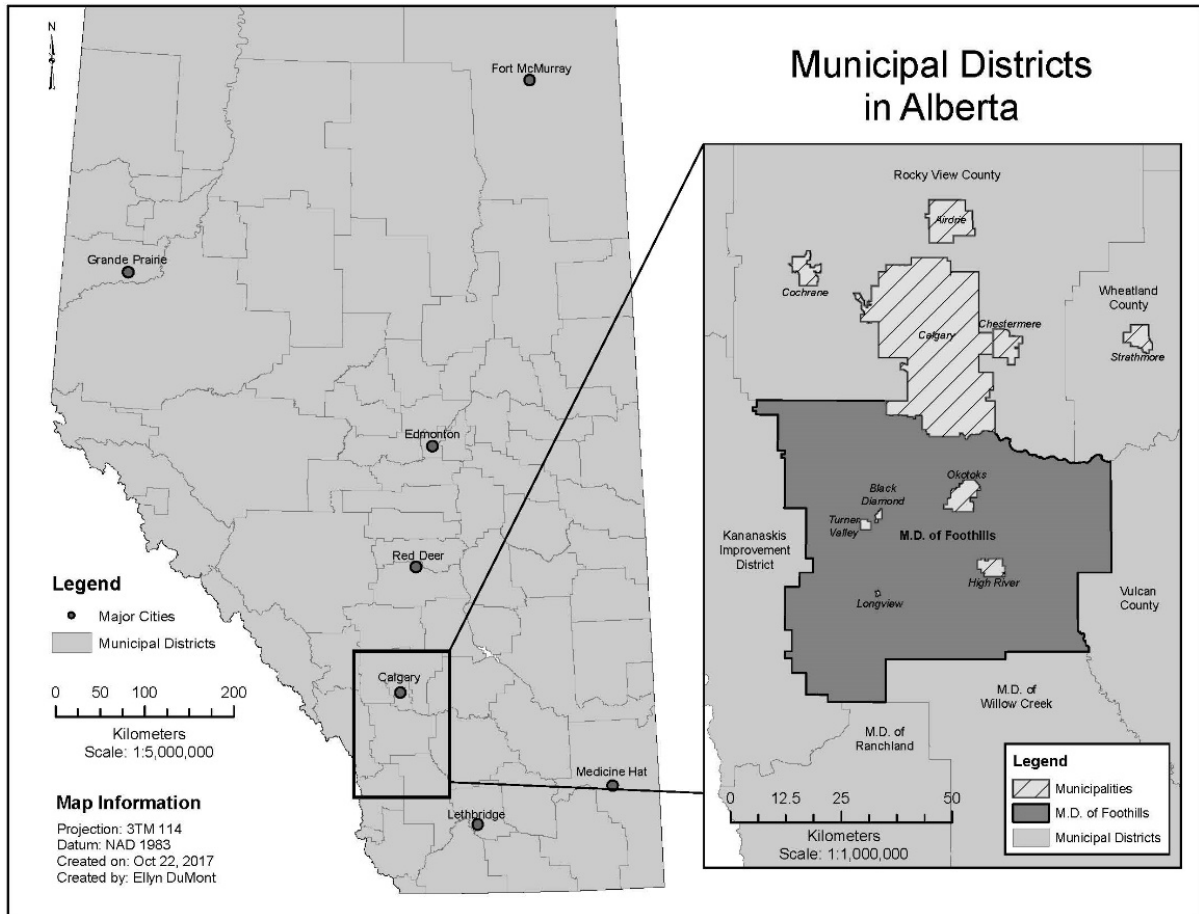 Municipal Districts
in Alberta
N
Fort McMurray
Grande Prairie
Edmonton
Red Deer
Calgary
Medicine Hat
Lethbridge
Legend
Major Cities
Municipal Districts
0 50 100 200
Kilometers
Scale: 1:5,000,000
Map Information
Projection: 3TM 114
Datum: NAD 1983
Created on: Oct 22, 2017
Created by: Ellyn DuMont
Rocky View County
Airdrie
Cochrane
Wheatland
County
Calgary
Chestermere
Strathmore
Okotoks
Black
Diamond
Turner
Valley
M.D. of Foothills
Kananaskis
Improvement
District
High River
Longview
Vulcan
County
M.D. of
Willow Creek
M.D. of
Ranchland
0 12.5 25 50
Kilometers
Scale: 1:1,000,000
Legend
Municipalities
M.D. of Foothills
Municipal Districts